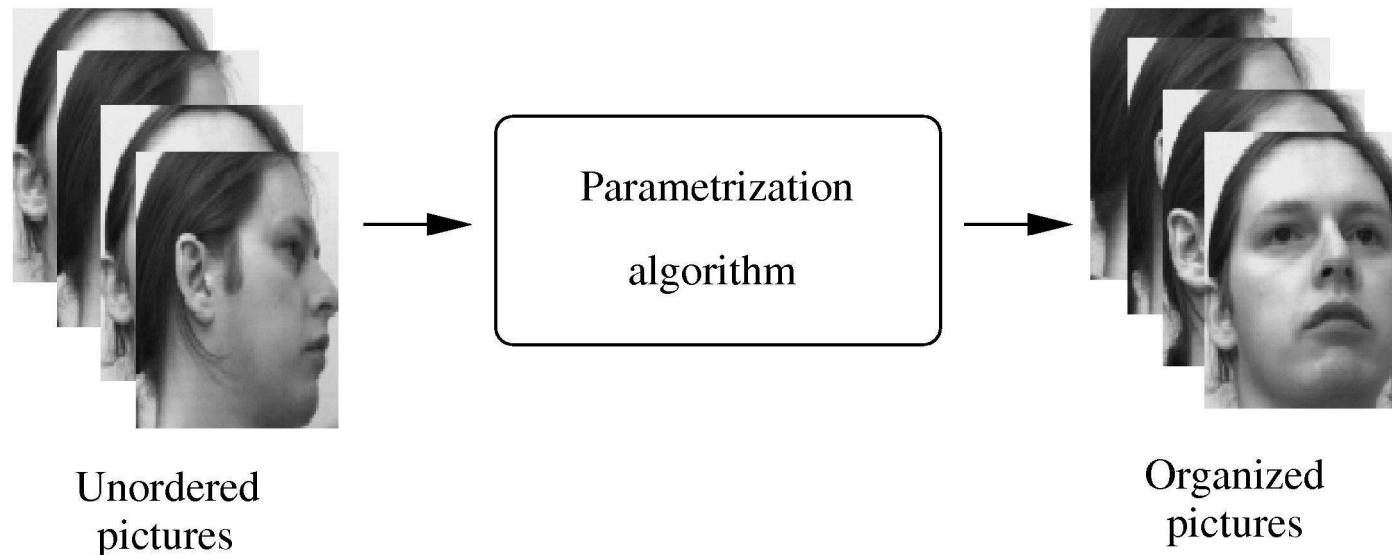 Parametrization
algorithm
Unordered
pictures
Organized
pictures